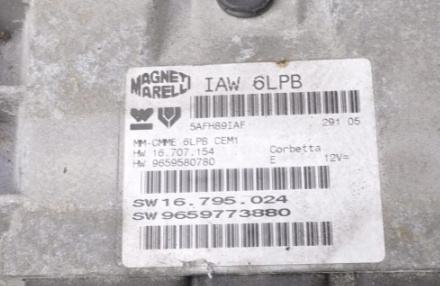 MAGNETI MARELLI IAW 6LPB
5AFH89IAF 291 05
MM-CMME 6LPB CEM1
HW 16.707.154 Corbetta
HW 9659580780 E 12V=
SW 16.795.024
SW 9659773880